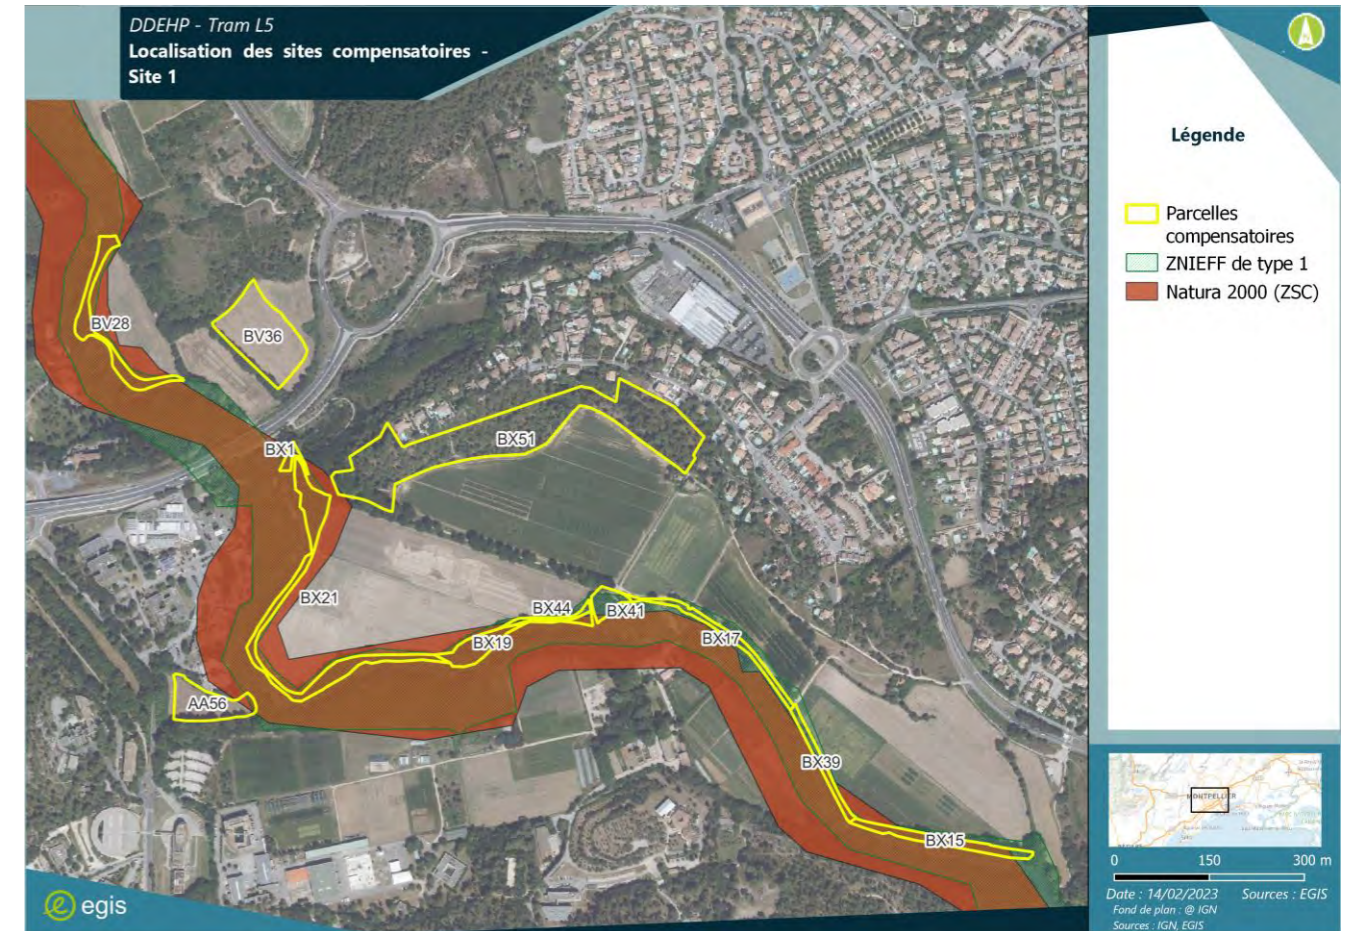 DDEHP - Tram L5
Localisation des sites compensatoires -
Site 1
Légende
Parcelles
compensatoires
ZNIEFF de type 1
Natura 2000 (ZSC)
BV28
BV36
BX1
BX51
BX21
BX44
BX41
BX19
BX17
AA56
BX39
BX15
MONTPELLIER
0 150 300 m
Date : 14/02/2023 Sources : EGIS
Fond de plan : @ IGN
Sources : IGN, EGIS
egis